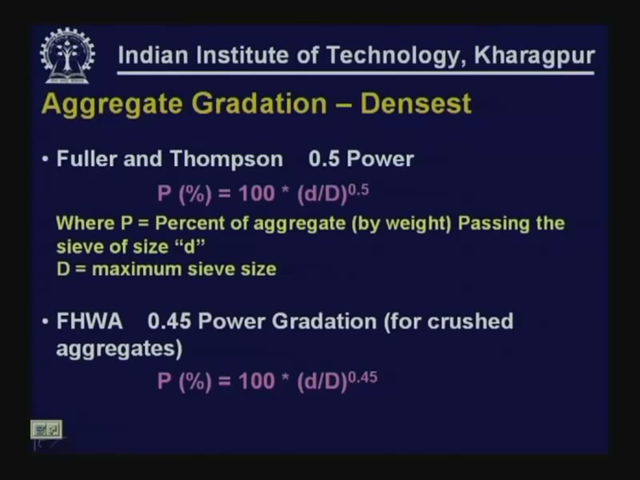 Indian Institute of Technology, Kharagpur
Aggregate Gradation – Densest
• Fuller and Thompson 0.5 Power
P (%) = 100 * (d/D)^0.5
Where P = Percent of aggregate (by weight) Passing the
sieve of size “d”
D = maximum sieve size
• FHWA 0.45 Power Gradation (for crushed
aggregates)
P (%) = 100 * (d/D)^0.45